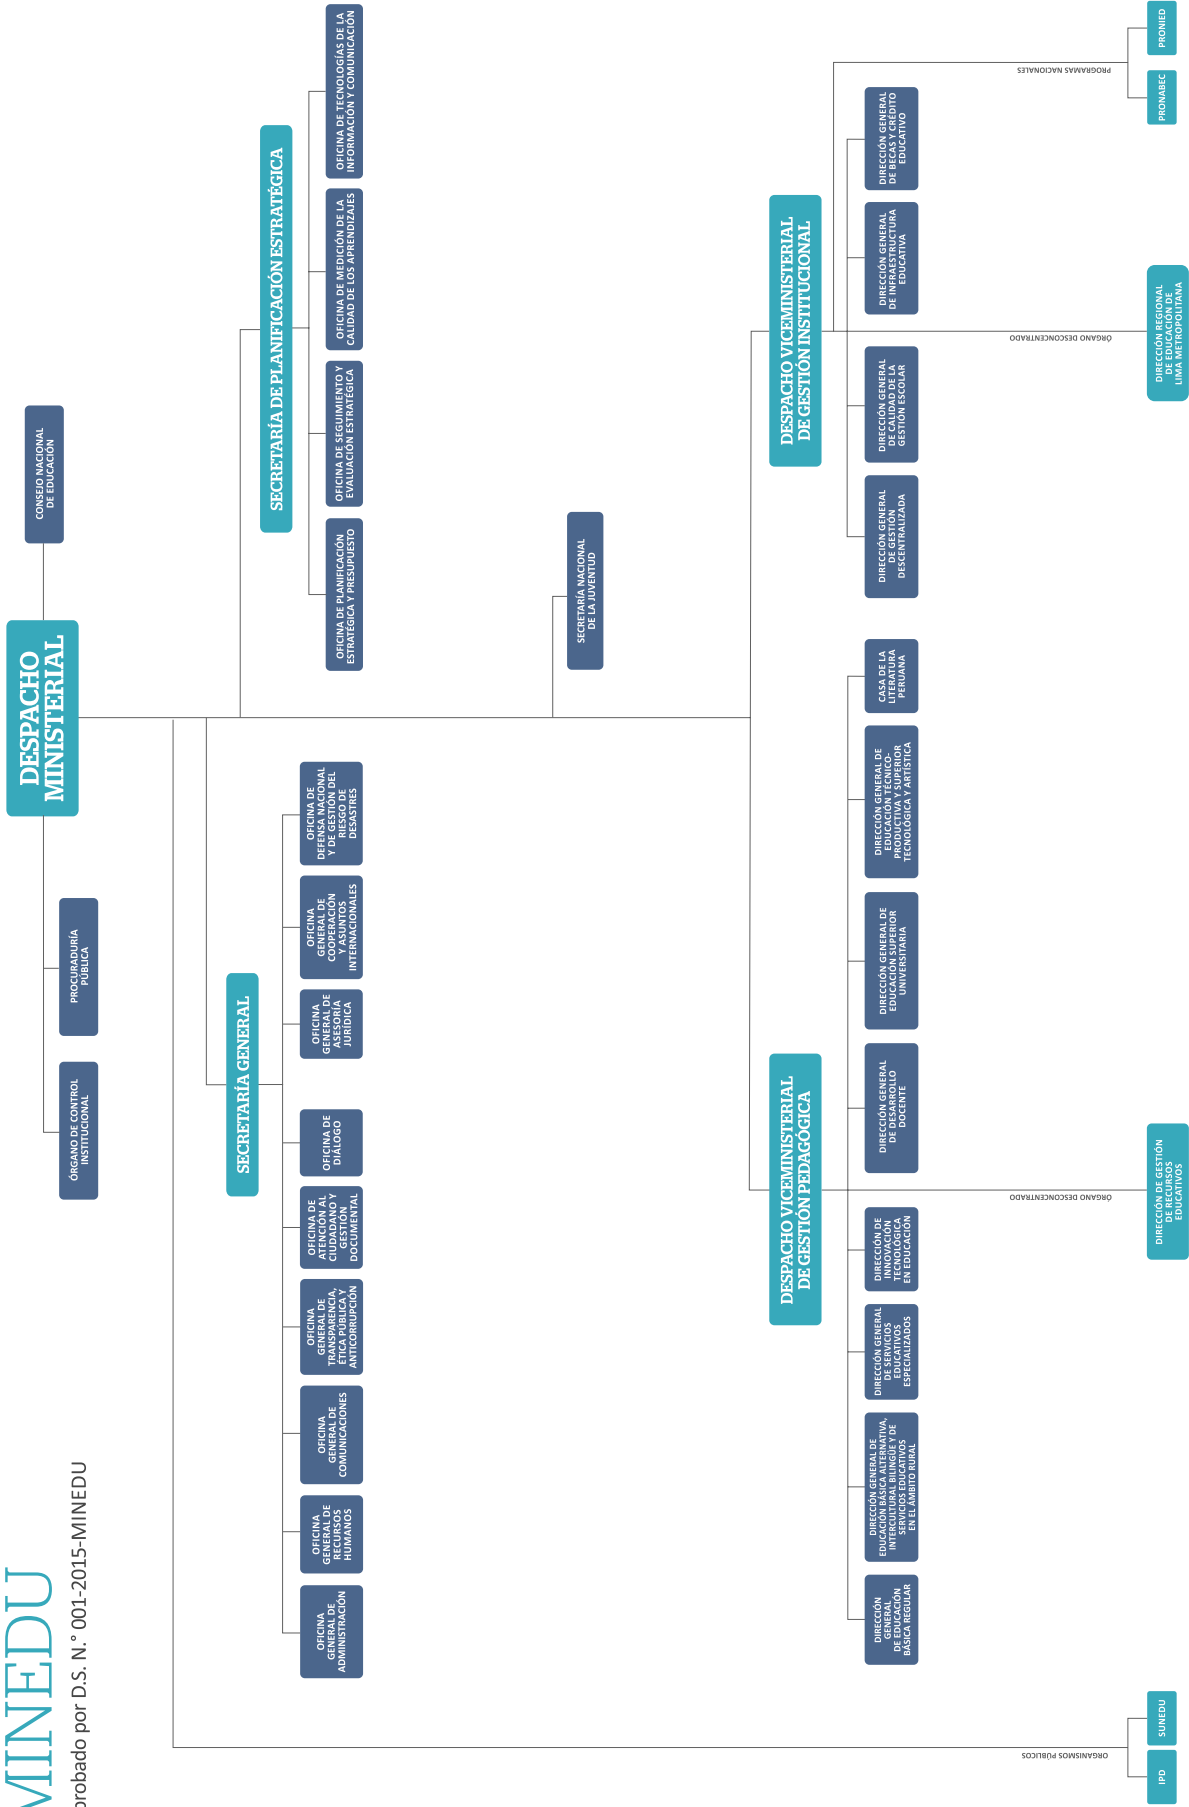 MINEDU
probado por D.S. N.° 001-2015-MINEDU
DESPACHO
MINISTERIAL
CONSEJO NACIONAL
DE EDUCACIÓN
ÓRGANO DE CONTROL
INSTITUCIONAL
PROCURADURÍA
PÚBLICA
SECRETARÍA GENERAL
OFICINA
GENERAL DE
ADMINISTRACIÓN
OFICINA
GENERAL DE
RECURSOS
HUMANOS
OFICINA
GENERAL DE
COMUNICACIONES
OFICINA
GENERAL DE
TRANSPARENCIA,
ÉTICA PÚBLICA Y
ANTICORRUPCIÓN
OFICINA DE
ATENCIÓN AL
CIUDADANO Y
GESTIÓN
DOCUMENTAL
OFICINA DE
DIÁLOGO
OFICINA
GENERAL DE
ASESORÍA
JURÍDICA
OFICINA
GENERAL DE
COOPERACIÓN
Y ASUNTOS
INTERNACIONALES
OFICINA DE
DEFENSA NACIONAL
Y DE GESTIÓN DEL
RIESGO DE
DESASTRES
SECRETARÍA DE PLANIFICACIÓN ESTRATÉGICA
OFICINA DE PLANIFICACIÓN
ESTRATÉGICA Y PRESUPUESTO
OFICINA DE SEGUIMIENTO Y
EVALUACIÓN ESTRATÉGICA
OFICINA DE MEDICIÓN DE LA
CALIDAD DE LOS APRENDIZAJES
OFICINA DE TECNOLOGÍAS DE LA
INFORMACIÓN Y COMUNICACIÓN
SECRETARÍA NACIONAL
DE LA JUVENTUD
DESPACHO VICEMINISTERIAL
DE GESTIÓN PEDAGÓGICA
DIRECCIÓN
GENERAL
DE EDUCACIÓN
BÁSICA REGULAR
DIRECCIÓN GENERAL DE
EDUCACIÓN BÁSICA ALTERNATIVA,
INTERCULTURAL BILINGÜE Y DE
SERVICIOS EDUCATIVOS
EN EL ÁMBITO RURAL
DIRECCIÓN GENERAL
DE SERVICIOS
EDUCATIVOS
ESPECIALIZADOS
DIRECCIÓN DE
INNOVACIÓN
TECNOLÓGICA
EN EDUCACIÓN
DIRECCIÓN GENERAL
DE DESARROLLO
DOCENTE
DIRECCIÓN GENERAL DE
EDUCACIÓN SUPERIOR
UNIVERSITARIA
DIRECCIÓN GENERAL DE
EDUCACIÓN TÉCNICO-
PRODUCTIVA Y SUPERIOR
TECNOLÓGICA Y ARTÍSTICA
CASA DE LA
LITERATURA
PERUANA
DESPACHO VICEMINISTERIAL
DE GESTIÓN INSTITUCIONAL
DIRECCIÓN GENERAL
DE GESTIÓN
DESCENTRALIZADA
DIRECCIÓN GENERAL
DE CALIDAD DE LA
GESTIÓN ESCOLAR
DIRECCIÓN GENERAL
DE INFRAESTRUCTURA
EDUCATIVA
DIRECCIÓN GENERAL
DE BECAS Y CRÉDITO
EDUCATIVO
ORGANISMOS PÚBLICOS
IPD
SUNEDU
ÓRGANO DESCONCENTRADO
DIRECCIÓN DE GESTIÓN
DE RECURSOS
EDUCATIVOS
ÓRGANO DESCONCENTRADO
DIRECCIÓN REGIONAL
DE EDUCACIÓN DE
LIMA METROPOLITANA
PROGRAMAS NACIONALES
PRONABEC
PRONIED